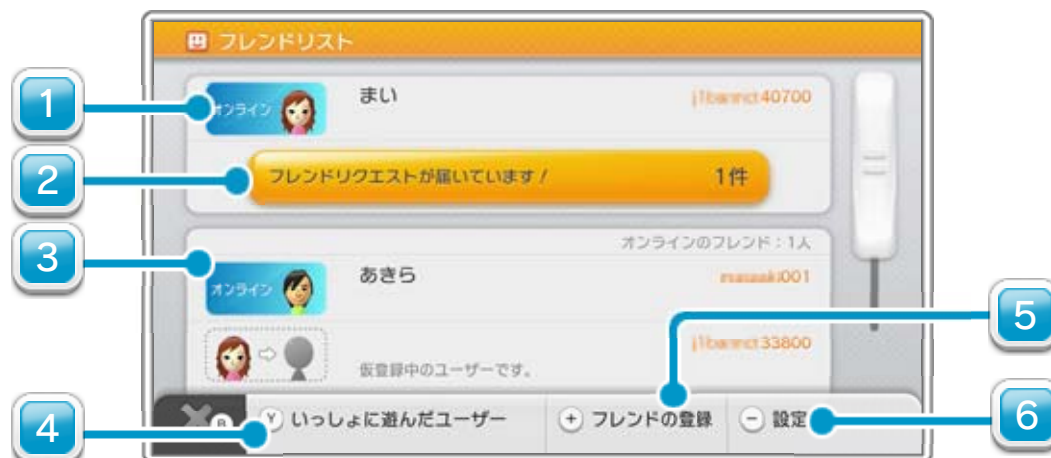 フレンドリスト
1
オンライン
まい
40700
2
フレンドリクエストが届いています！
1件
3
オンラインのフレンド：1人
オンライン
あきら
001
33800
仮登録中のユーザーです。
4
B
Y いっしょに遊んだユーザー
+ フレンドの登録
- 設定
5
6